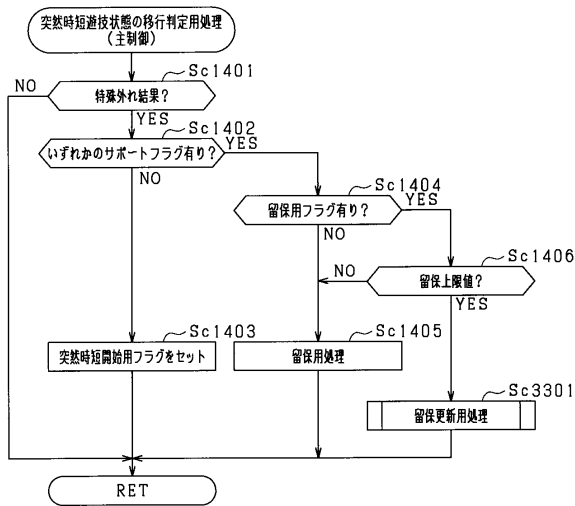 突然時短遊技状態の移行判定用処理
(主制御)
Sc1401
NO
特殊外れ結果?
YES
Sc1402
いずれかのサポートフラグ有り?
YES
NO
Sc1404
留保用フラグ有り?
YES
NO
Sc1406
NO
留保上限値?
YES
Sc1403
突然時短開始用フラグをセット
Sc1405
留保用処理
Sc3301
留保更新用処理
RET